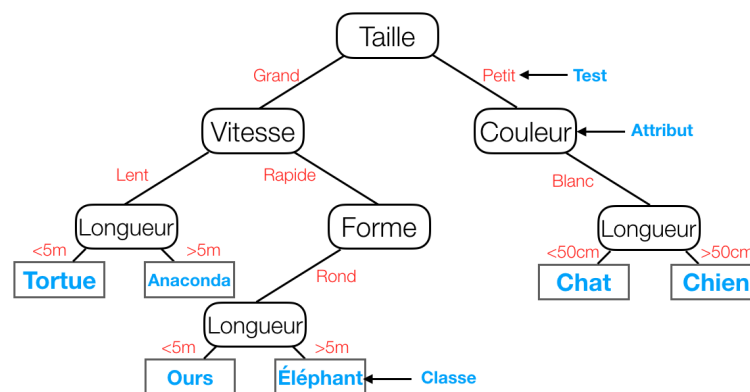 Taille
Grand
Petit
Test
Vitesse
Couleur
Attribut
Lent
Rapide
Blanc
Longueur
Forme
Longueur
<5m
>5m
<50cm
>50cm
Tortue
Anaconda
Rond
Chat
Chien
Longueur
<5m
>5m
Ours
Éléphant
Classe